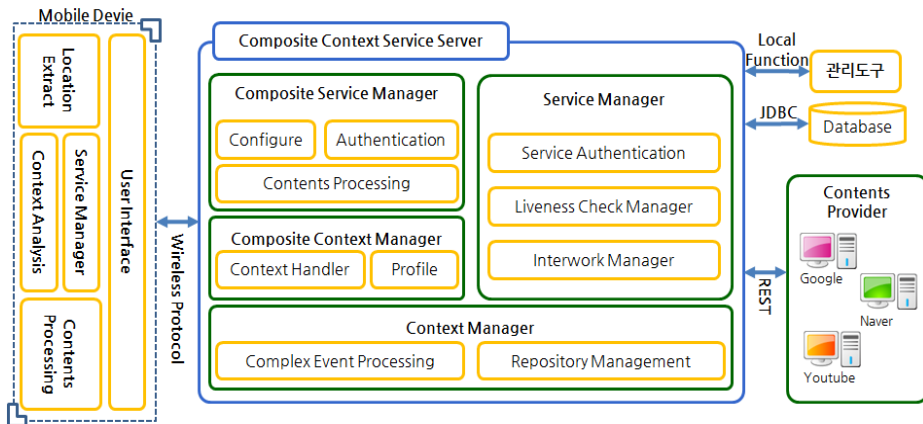 Mobile Devie
Location
Extract
Context Analysis
Service Manager
Contents
Processing
User Interface
Wireless Protocol
Composite Context Service Server
Composite Service Manager
Configure
Authentication
Contents Processing
Composite Context Manager
Context Handler
Profile
Service Manager
Service Authentication
Liveness Check Manager
Interwork Manager
Context Manager
Complex Event Processing
Repository Management
Local
Function
관리도구
JDBC
Database
REST
Contents
Provider
Google
Naver
Youtube